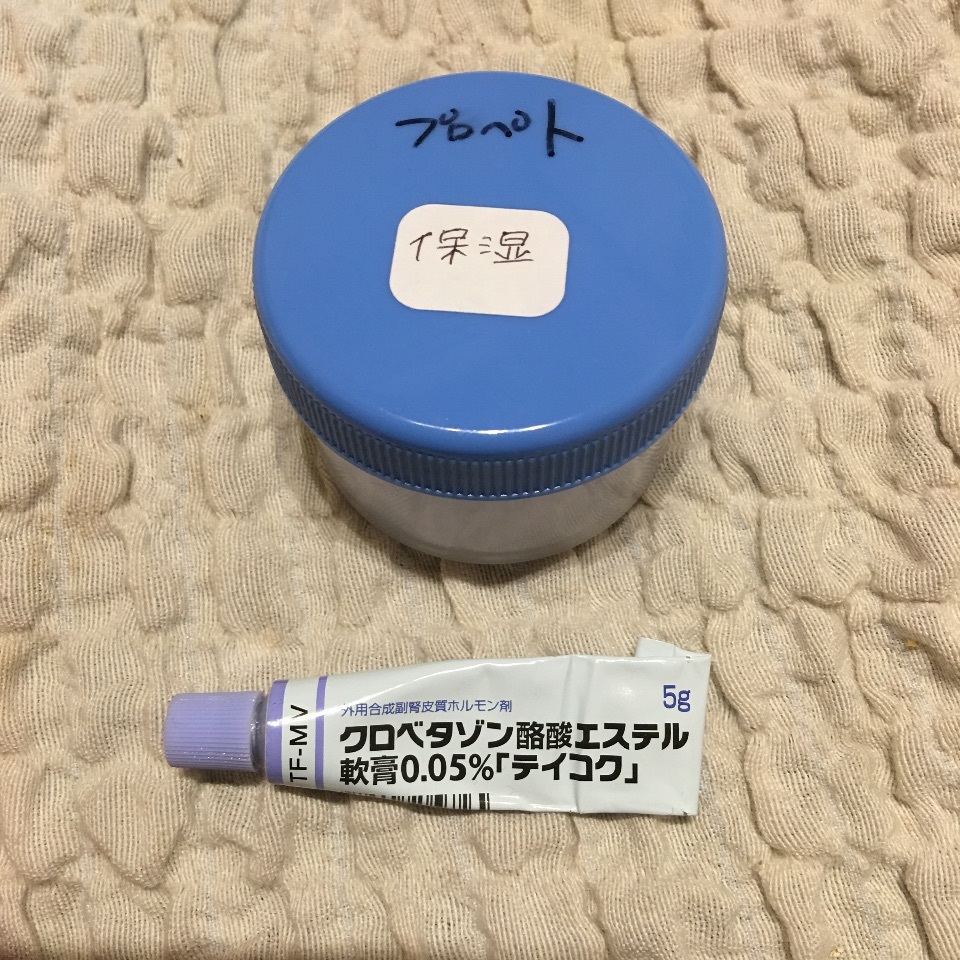 プロペト
保湿
TF-MV
外用合成副腎皮質ホルモン剤
5g
クロベタゾン酪酸エステル
軟膏0.05%「テイコク」